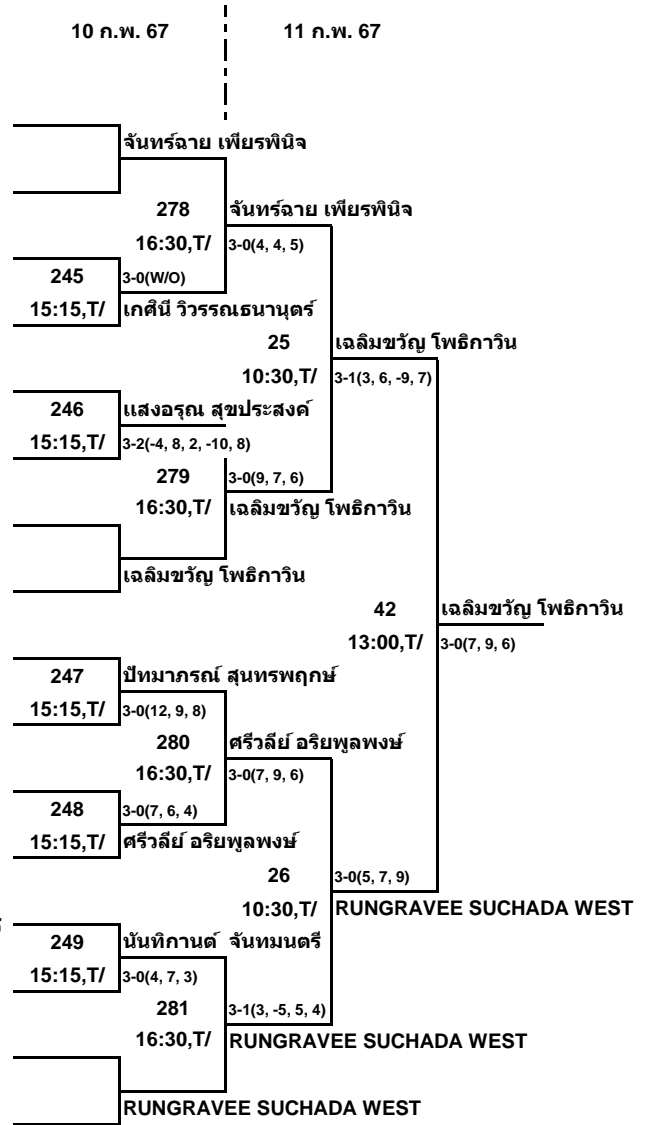 10 ก.พ. 67 11 ก.พ. 67
จันทร์ฉาย เพียรพินิจ
278 จันทร์ฉาย เพียรพินิจ
16:30,T/ 3-0(4, 4, 5)
245 3-0(W/O)
15:15,T/ เกศินี วิวรรณธนานุตร์
25 เฉลิมขวัญ โพธิกาวิน
10:30,T/ 3-1(3, 6, -9, 7)
246 แสงอรุณ สุขประสงค์
15:15,T/ 3-2(-4, 8, 2, -10, 8)
279 3-0(9, 7, 6)
16:30,T/ เฉลิมขวัญ โพธิกาวิน
เฉลิมขวัญ โพธิกาวิน
42 เฉลิมขวัญ โพธิกาวิน
13:00,T/ 3-0(7, 9, 6)
247 ปัทมาภรณ์ สุนทรพฤกษ์
15:15,T/ 3-0(12, 9, 8)
280 ศรีวลีย์ อริยพูลพงษ์
16:30,T/ 3-0(7, 9, 6)
248 3-0(7, 6, 4)
15:15,T/ ศรีวลีย์ อริยพูลพงษ์
26 3-0(5, 7, 9)
10:30,T/ RUNGRAVEE SUCHADA WEST
249 นันทิกานต์ จันทมนตรี
15:15,T/ 3-0(4, 7, 3)
281 3-1(3, -5, 5, 4)
16:30,T/ RUNGRAVEE SUCHADA WEST
RUNGRAVEE SUCHADA WEST